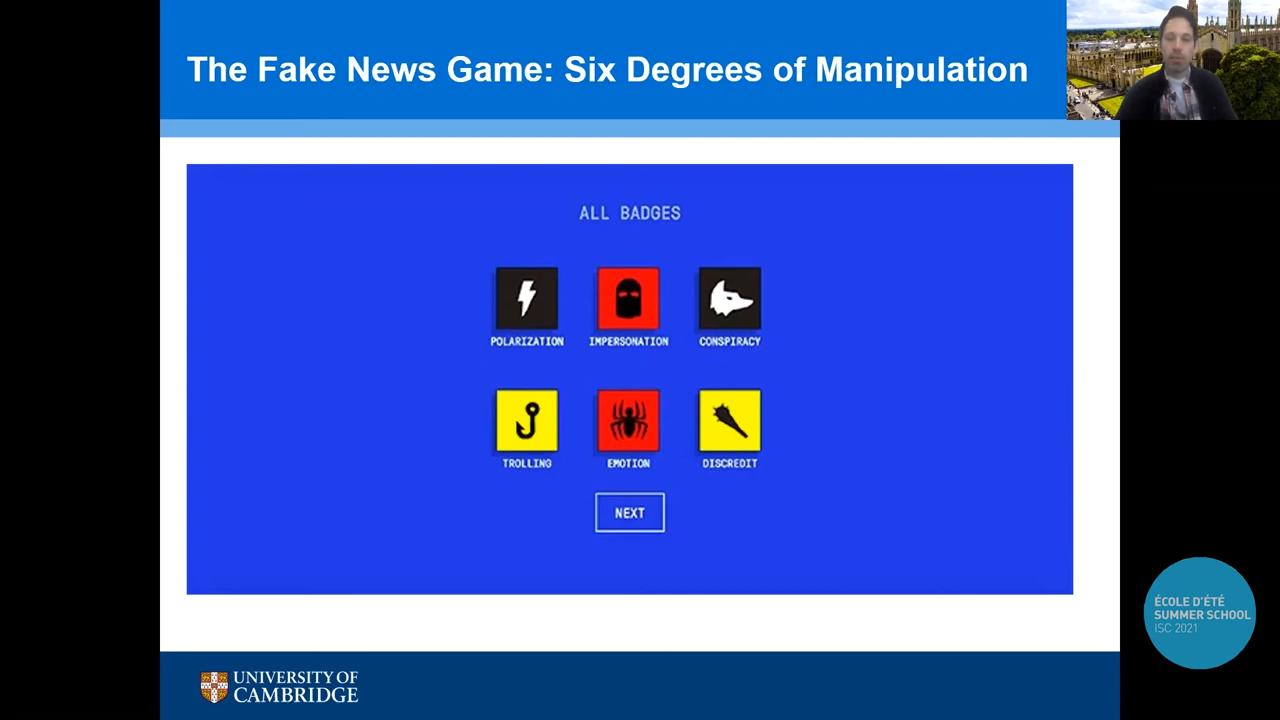 The Fake News Game: Six Degrees of Manipulation
ALL BADGES
POLARIZATION IMPERSONATION CONSPIRACY
TROLLING EMOTION DISCREDIT
NEXT
ÉCOLE D'ÉTÉ
SUMMER SCHOOL
ISC 2021
UNIVERSITY OF
CAMBRIDGE